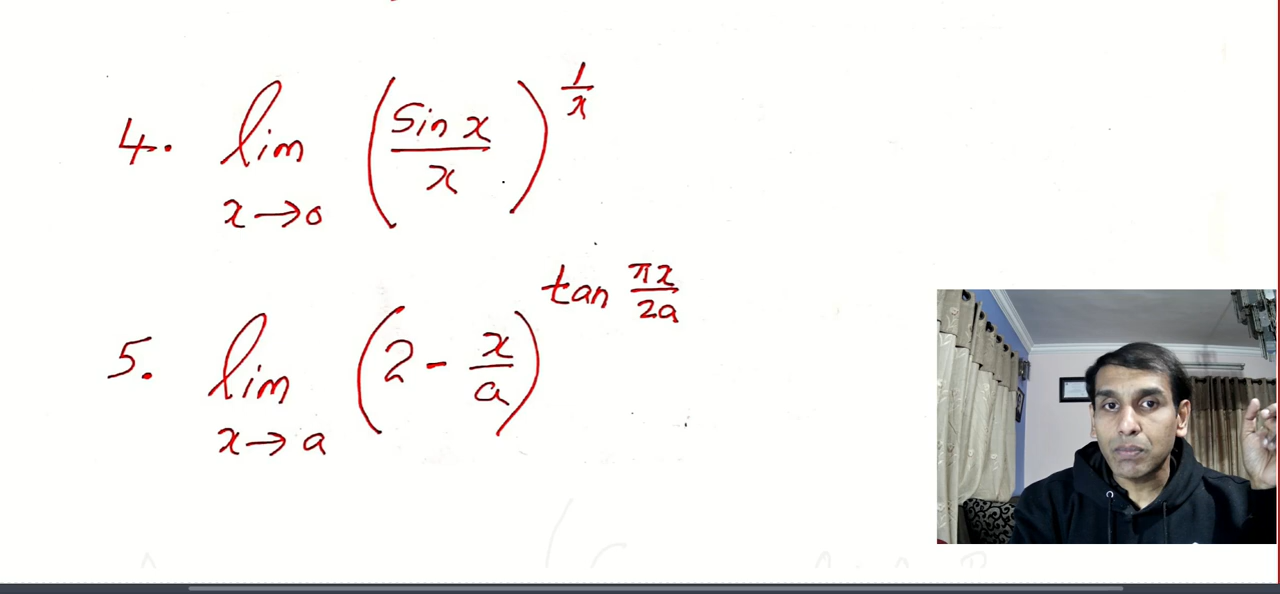 4. lim x→0 (sin x / x)^(1/x)
5. lim x→a (2 - x/a)^(tan πx/2a)